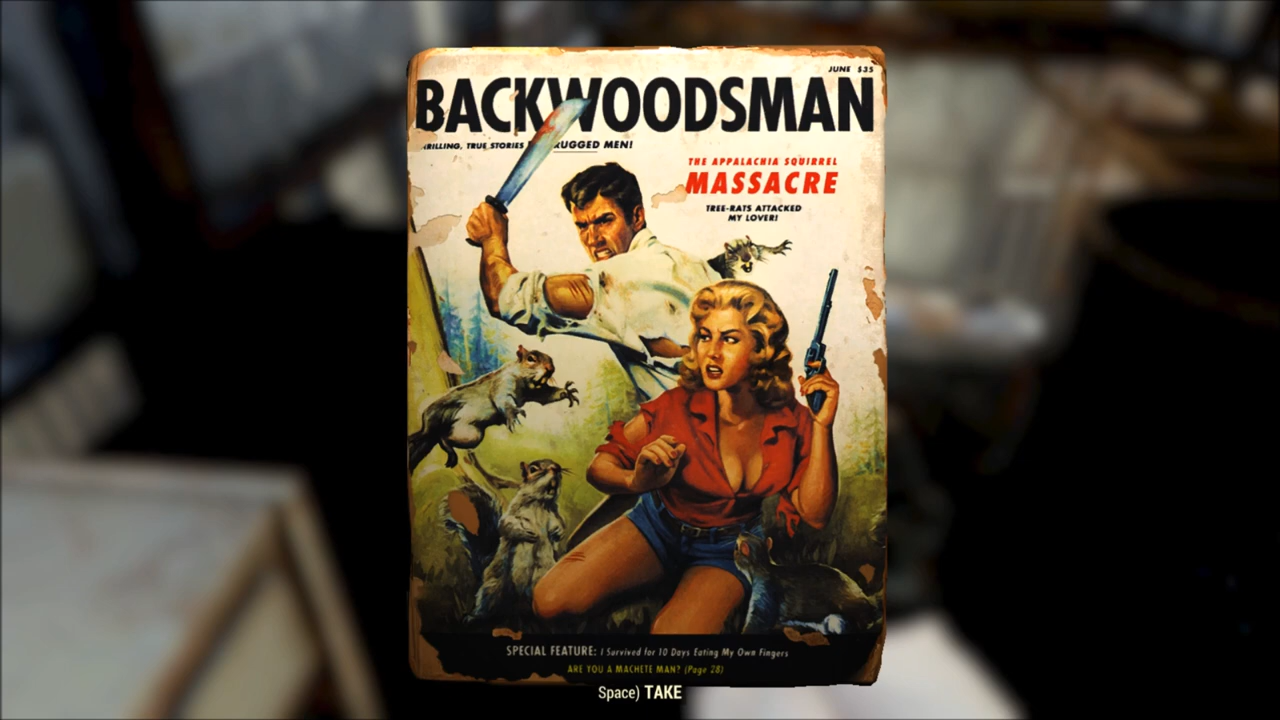 JUNE $35
BACKWOODSMAN
RILLING, TRUE STORIES RUGGED MEN!
THE APPALACHIA SQUIRREL
MASSACRE
TREE-RATS ATTACKED
MY LOVER!
SPECIAL FEATURE: I Survived for 10 Days Eating My Own Fingers
ARE YOU A MACHETE MAN? (Page 28)
Space) TAKE